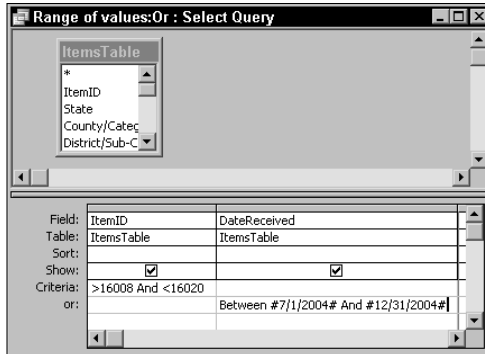 Range of values:Or : Select Query
ItemsTable
*
ItemID
State
County/Categ
District/Sub-C
Field: ItemID DateReceived
Table: ItemsTable ItemsTable
Sort:
Show:
Criteria: >16008 And <16020
or: Between #7/1/2004# And #12/31/2004#